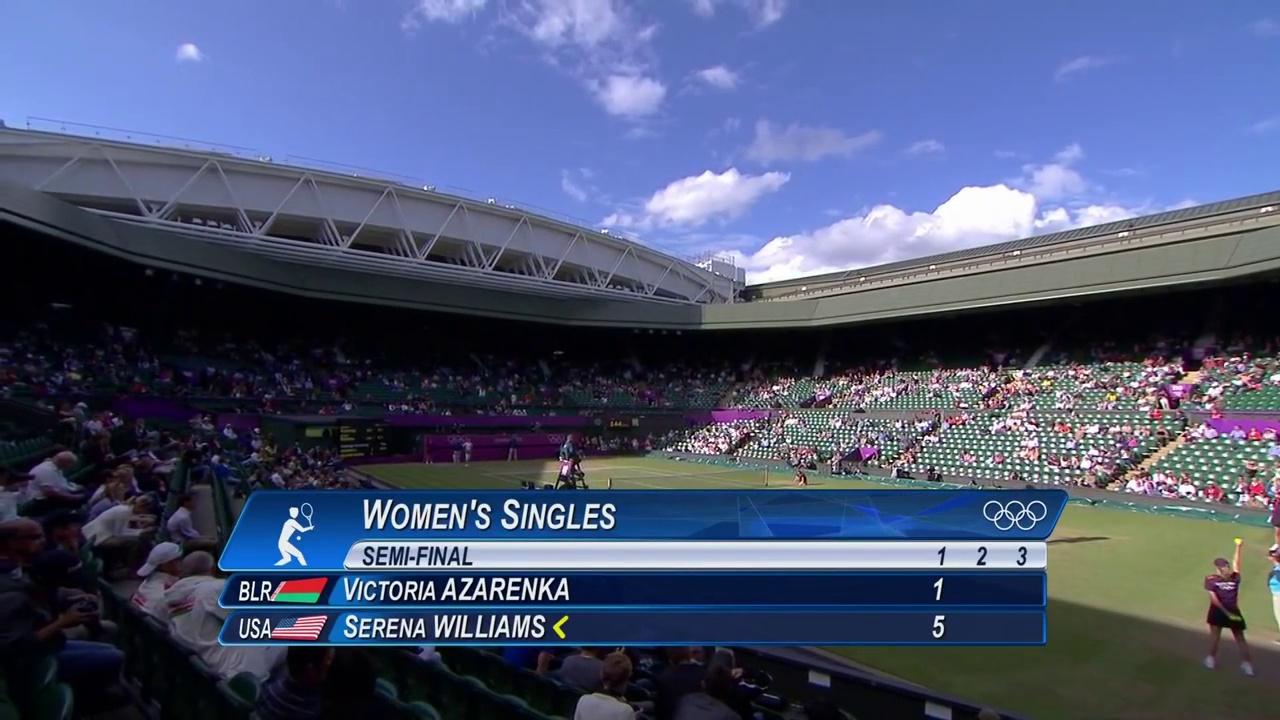 WOMEN'S SINGLES
SEMI-FINAL 1 2 3
BLR VICTORIA AZARENKA 1
USA SERENA WILLIAMS < 5